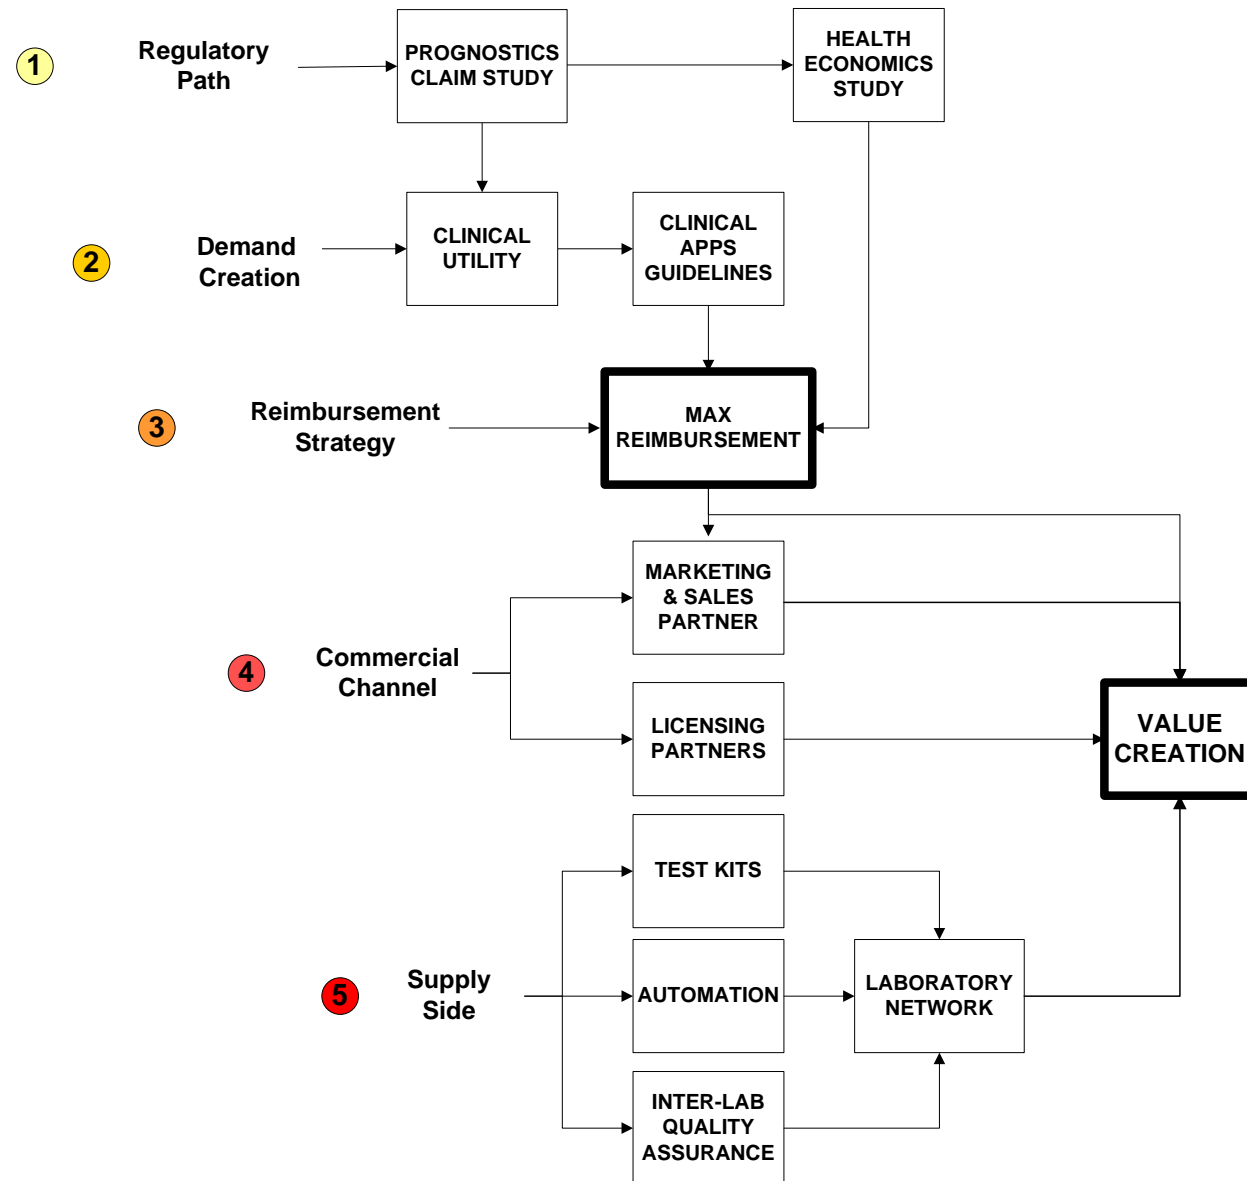 1
Regulatory
Path
PROGNOSTICS
CLAIM STUDY
HEALTH
ECONOMICS
STUDY
2
Demand
Creation
CLINICAL
UTILITY
CLINICAL
APPS
GUIDELINES
3
Reimbursement
Strategy
MAX
REIMBURSEMENT
4
Commercial
Channel
MARKETING
& SALES
PARTNER
LICENSING
PARTNERS
VALUE
CREATION
5
Supply
Side
TEST KITS
AUTOMATION
INTER-LAB
QUALITY
ASSURANCE
LABORATORY
NETWORK